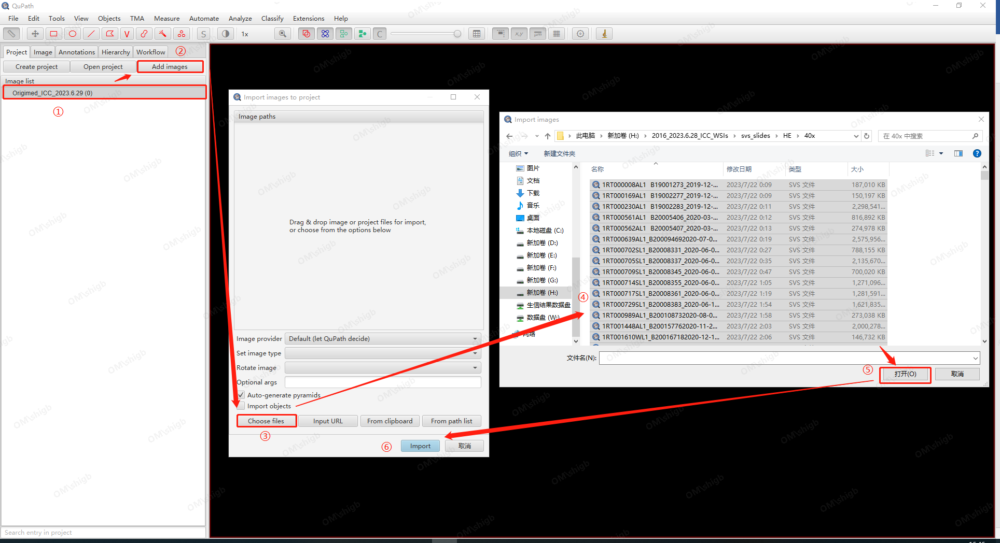 QuPath
File Edit Tools View Objects TMA Measure Automate Analyze Classify Extensions Help
S 1x C x,y μm
Project Image Annotations Hierarchy Workflow ②
Create project Open project Add images
Image list
Origimed_ICC_2023.6.29 (0)
①
Search entry in project
Import images to project
Image paths
Drag & drop image or project files for import,
or choose from the options below
Image provider Default (let QuPath decide)
Set image type
Rotate image
Optional args
Auto-generate pyramids
Import objects
Choose files Input URL From clipboard From path list
③
⑥ Import 取消
Import images
此电脑 › 新加卷 (H:) › 2016_2023.6.28_ICC_WSIs › svs_slides › HE › 40x
在 40x 中搜索
组织 新建文件夹
图片
文档
下载
音乐
桌面
本地磁盘 (C:)
新加卷 (D:)
新加卷 (E:)
新加卷 (F:)
新加卷 (G:)
新加卷 (H:)
生信结果数据盘
数据盘 (W:)
网络
④
名称 修改日期 类型 大小
1RT000008AL1 B19001273_2019-12-... 2023/7/22 0:09 SVS 文件 187,010 KB
1RT000169AL1 B19002277_2019-12-... 2023/7/22 0:09 SVS 文件 150,197 KB
1RT000230AL1 B19002283_2019-12-... 2023/7/22 0:11 SVS 文件 2,298,541...
1RT000561AL1 B20005406_2020-03-... 2023/7/22 0:12 SVS 文件 816,892 KB
1RT000562AL1 B20005407_2020-03-... 2023/7/22 0:13 SVS 文件 274,978 KB
1RT000639AL1_B200094692020-07-0... 2023/7/22 0:19 SVS 文件 2,575,956...
1RT000702SL1_B20008331_2020-06-0... 2023/7/22 0:27 SVS 文件 788,155 KB
1RT000705SL1_B20008337_2020-06-0... 2023/7/22 0:35 SVS 文件 2,135,670...
1RT000709SL1_B20008345_2020-06-0... 2023/7/22 0:47 SVS 文件 700,020 KB
1RT000714SL1_B20008355_2020-06-0... 2023/7/22 1:05 SVS 文件 1,271,096...
1RT000717SL1_B20008361_2020-06-0... 2023/7/22 1:19 SVS 文件 1,281,591...
1RT000729SL1_B20008383_2020-06-1... 2023/7/22 1:54 SVS 文件 1,621,835...
1RT000989AL1_B200108732020-08-0... 2023/7/22 1:58 SVS 文件 273,038 KB
1RT001448AL1_B200157762020-11-2... 2023/7/22 2:03 SVS 文件 2,000,278...
1RT001610WL1_B200167182020-12-1... 2023/7/22 2:06 SVS 文件 146,732 KB
文件名(N):
⑤ 打开(O) 取消
OM\shigb